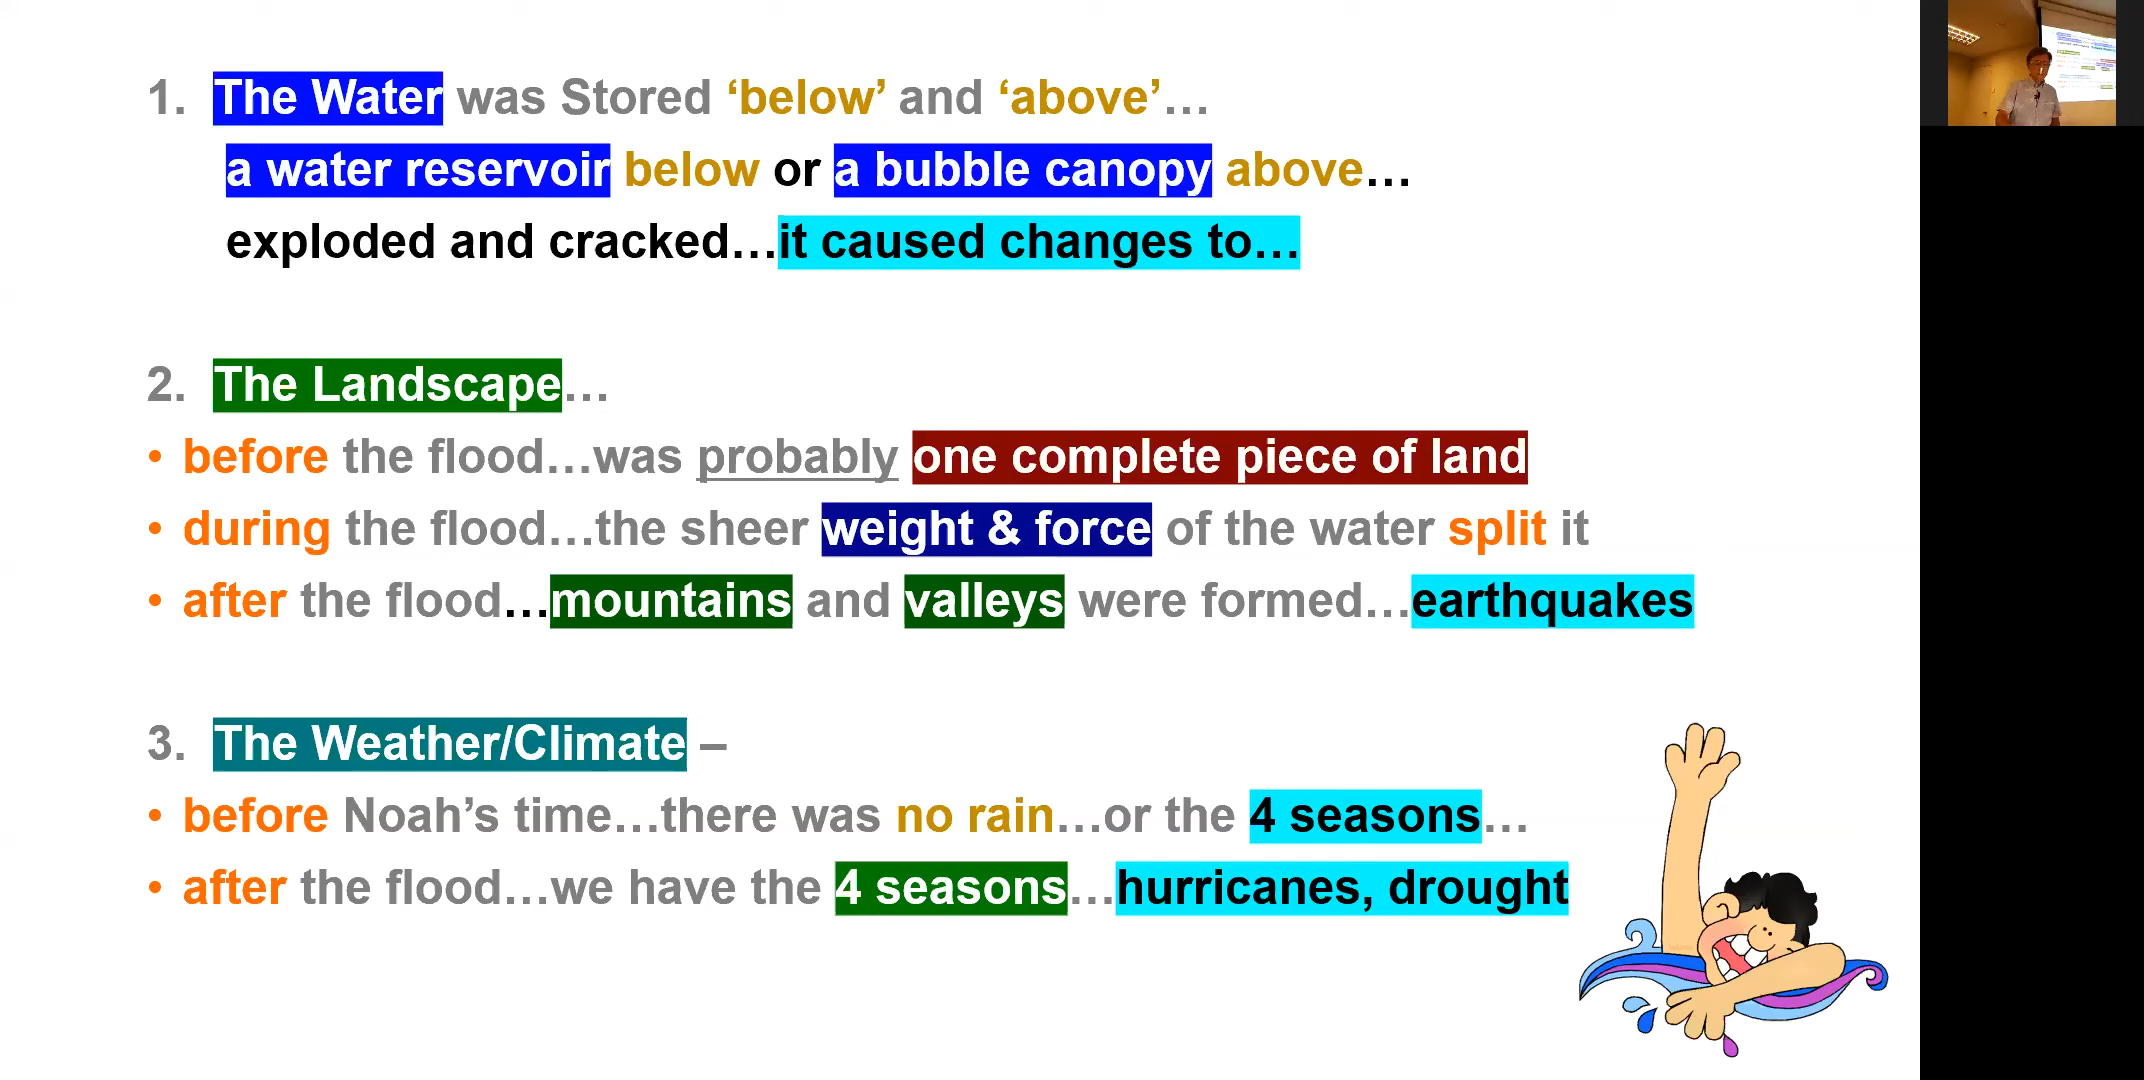 1. The Water was Stored ‘below’ and ‘above’…
a water reservoir below or a bubble canopy above…
exploded and cracked…it caused changes to…
2. The Landscape…
• before the flood…was probably one complete piece of land
• during the flood…the sheer weight & force of the water split it
• after the flood…mountains and valleys were formed…earthquakes
3. The Weather/Climate –
• before Noah’s time…there was no rain…or the 4 seasons…
• after the flood…we have the 4 seasons…hurricanes, drought